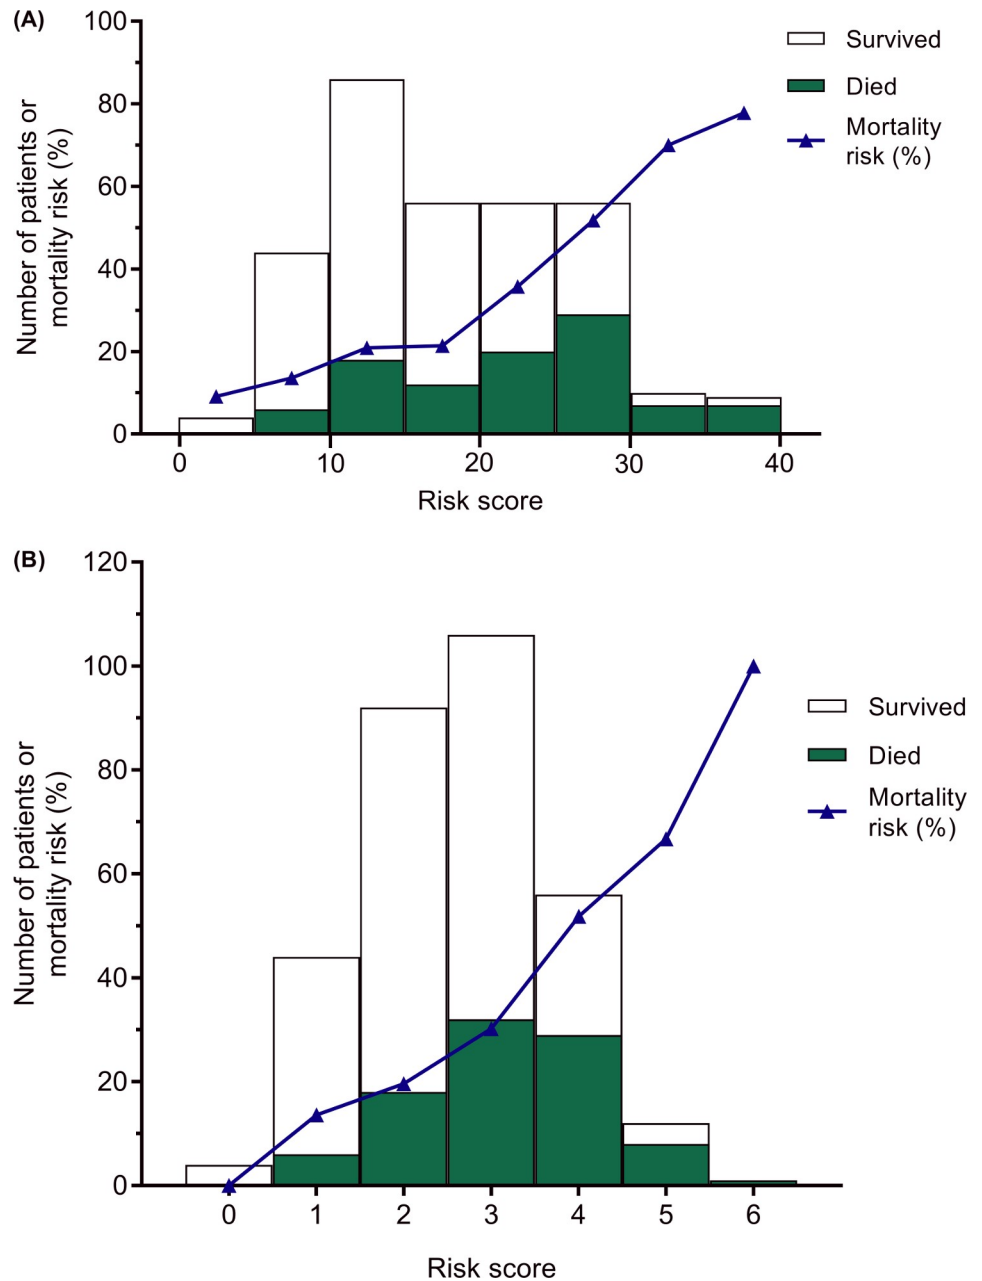 (A)
100
80
60
40
20
0
Number of patients or
mortality risk (%)
0 10 20 30 40
Risk score
Survived
Died
Mortality
risk (%)
(B)
120
100
80
60
40
20
0
Number of patients or
mortality risk (%)
0 1 2 3 4 5 6
Risk score
Survived
Died
Mortality
risk (%)